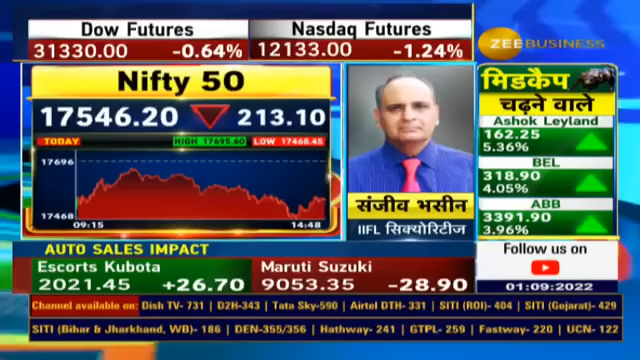 Dow Futures
31330.00 -0.64%
Nasdaq Futures
12133.00 -1.24%
ZEE BUSINESS
Nifty 50
17546.20 213.10
TODAY HIGH 17695.60 LOW 17468.45
17696
17468
09:15 14:48
संजीव भसीन
IIFL सिक्योरिटीज
मिडकैप
चढ़ने वाले
Ashok Leyland
162.25
5.36%
BEL
318.90
4.05%
ABB
3391.90
3.96%
AUTO SALES IMPACT
Escorts Kubota
2021.45 +26.70
Maruti Suzuki
9053.35 -28.90
Follow us on
01:09:2022
Channel available on: Dish TV- 731 | D2H-343 | Tata Sky-590 | Airtel DTH- 331 | SITI (ROI)- 404 | SITI (Gujarat)- 429
SITI (Bihar & Jharkhand, WB)- 186 | DEN-355/356 | Hathway- 241 | GTPL- 259 | Fastway- 220 | UCN- 122